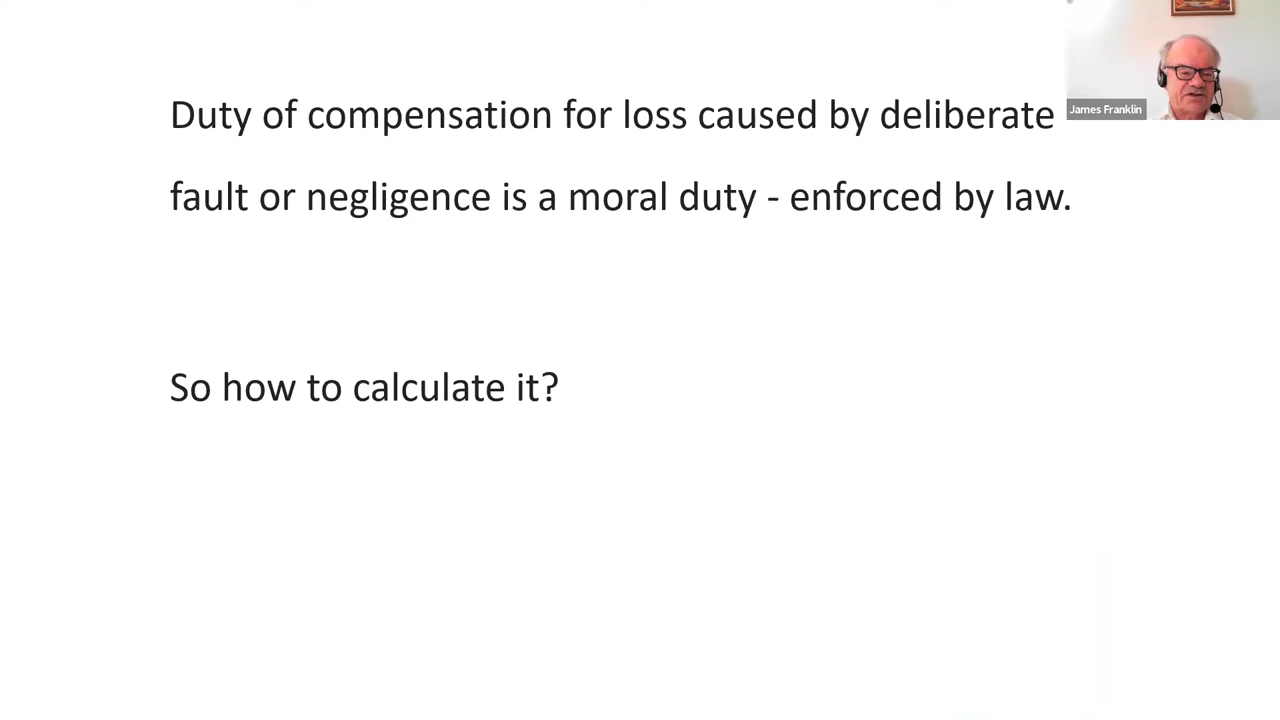 Duty of compensation for loss caused by deliberate
James Franklin
fault or negligence is a moral duty - enforced by law.
So how to calculate it?